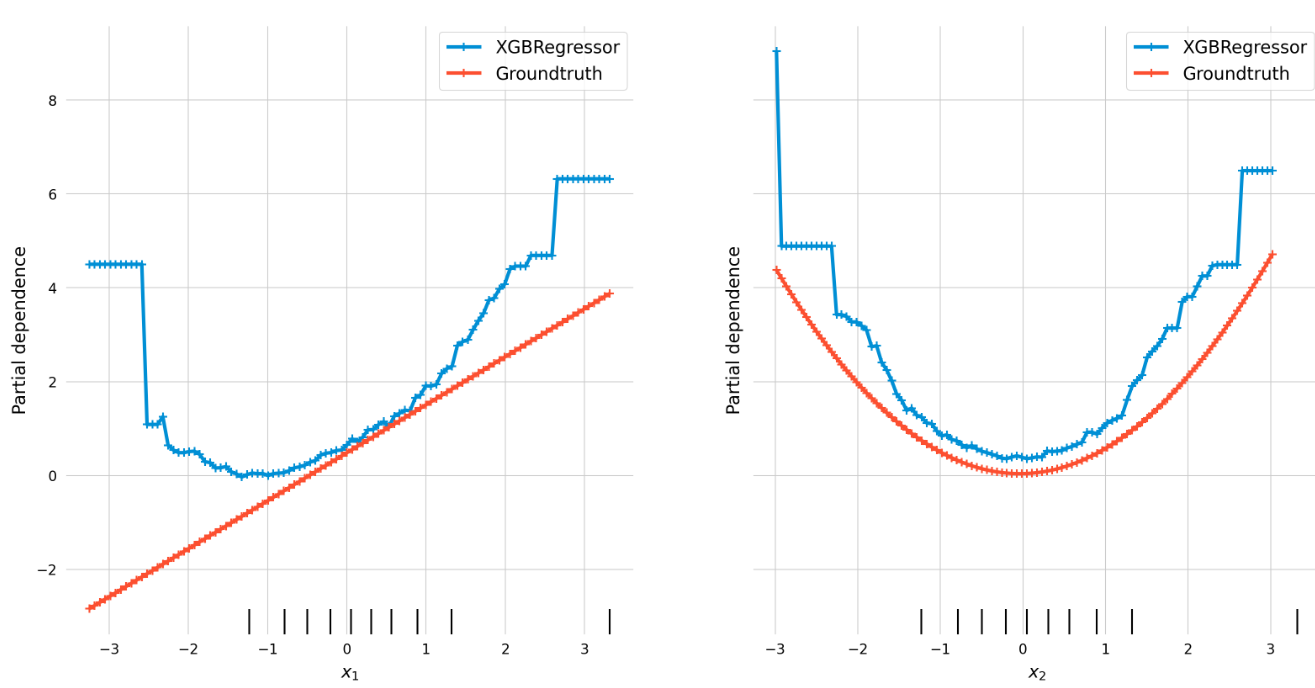 XGBRegressor
Groundtruth
8
6
4
2
0
−2
Partial dependence
−3 −2 −1 0 1 2 3
x₁
XGBRegressor
Groundtruth
Partial dependence
−3 −2 −1 0 1 2 3
x₂